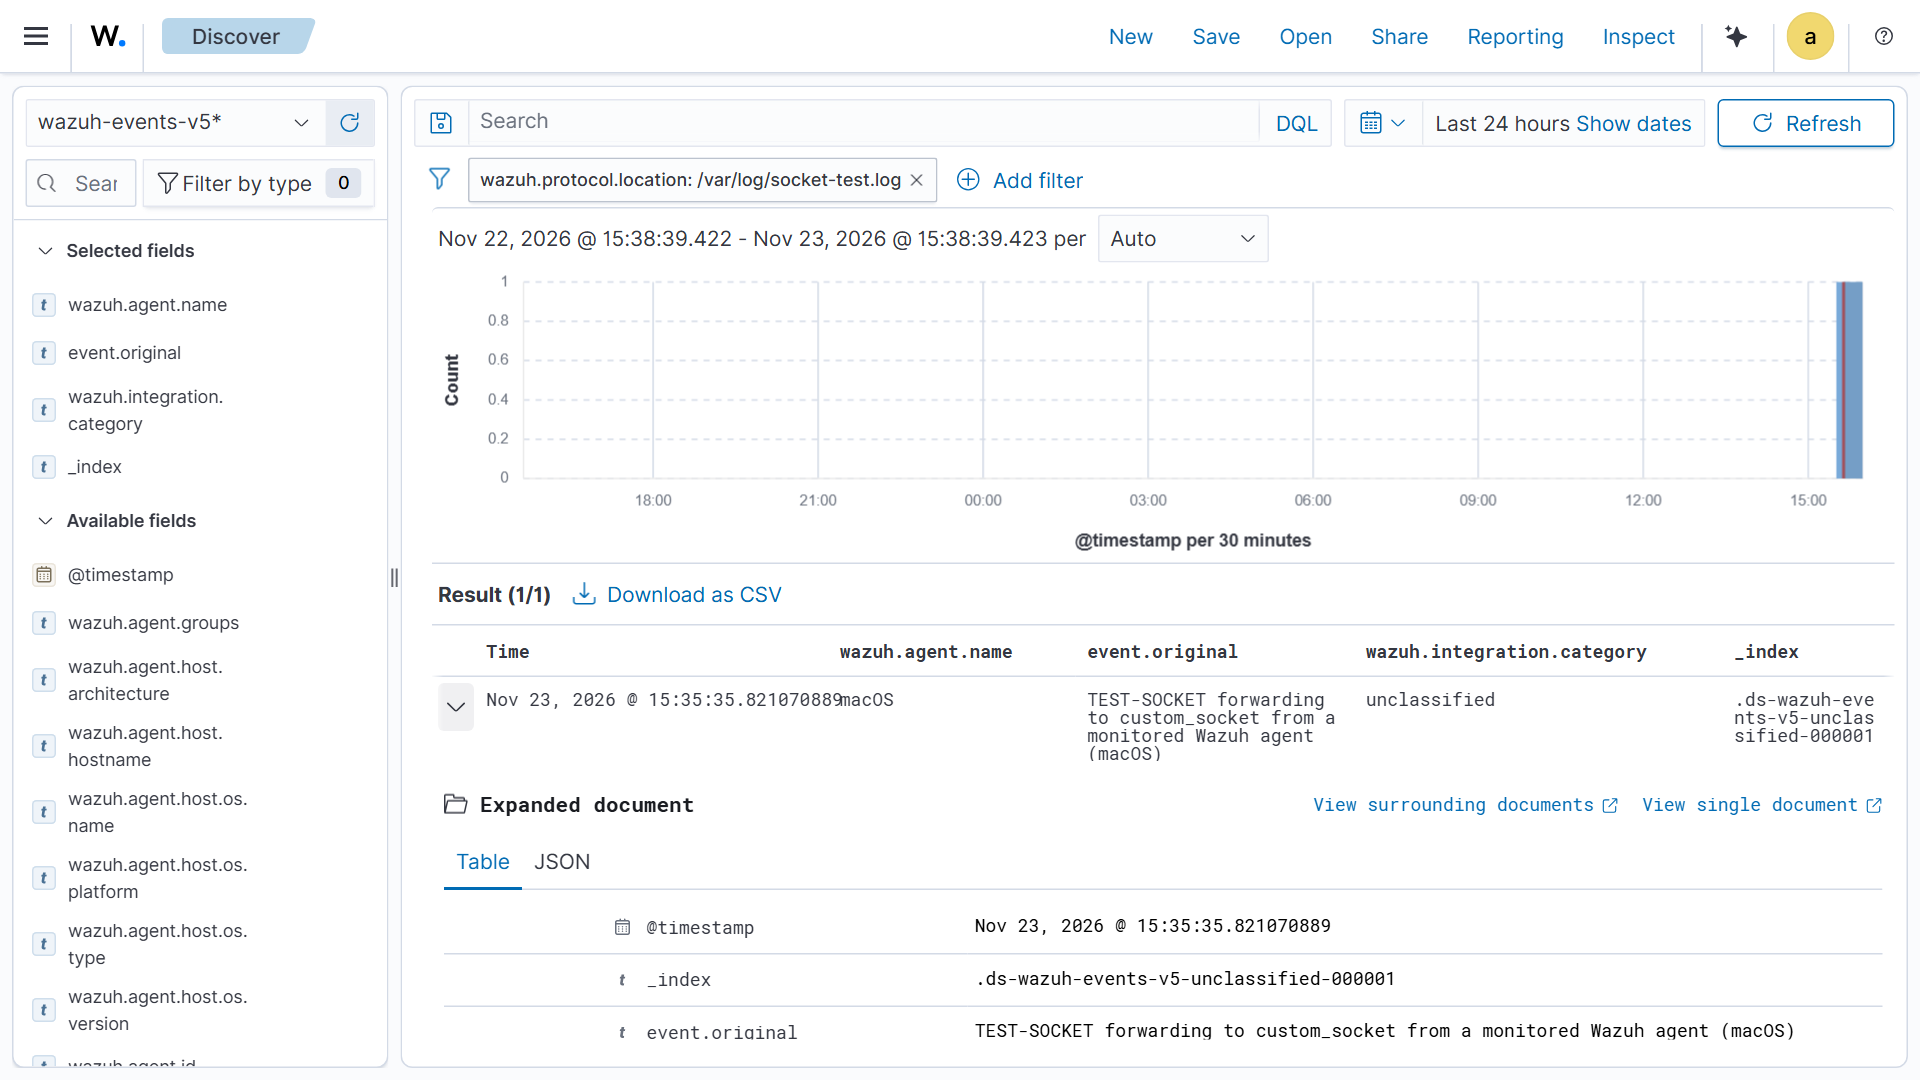 W.
Discover
New
Save
Open
Share
Reporting
Inspect
a
wazuh-events-v5*
Sear
Filter by type 0
Selected fields
t wazuh.agent.name
t event.original
t wazuh.integration.
category
t _index
Available fields
@timestamp
t wazuh.agent.groups
t wazuh.agent.host.
architecture
t wazuh.agent.host.
hostname
t wazuh.agent.host.os.
name
t wazuh.agent.host.os.
platform
t wazuh.agent.host.os.
type
t wazuh.agent.host.os.
version
t wazuh.agent.id
Search
DQL
Last 24 hours Show dates
Refresh
wazuh.protocol.location: /var/log/socket-test.log
Add filter
Nov 22, 2026 @ 15:38:39.422 - Nov 23, 2026 @ 15:38:39.423 per
Auto
Count
1
0.8
0.6
0.4
0.2
0
18:00 21:00 00:00 03:00 06:00 09:00 12:00 15:00
@timestamp per 30 minutes
Result (1/1)
Download as CSV
Time wazuh.agent.name event.original wazuh.integration.category _index
Nov 23, 2026 @ 15:35:35.821070889
macOS
TEST-SOCKET forwarding
to custom_socket from a
monitored Wazuh agent
(macOS)
unclassified
.ds-wazuh-eve
nts-v5-unclas
sified-000001
Expanded document
View surrounding documents
View single document
Table JSON
@timestamp Nov 23, 2026 @ 15:35:35.821070889
t _index .ds-wazuh-events-v5-unclassified-000001
t event.original TEST-SOCKET forwarding to custom_socket from a monitored Wazuh agent (macOS)